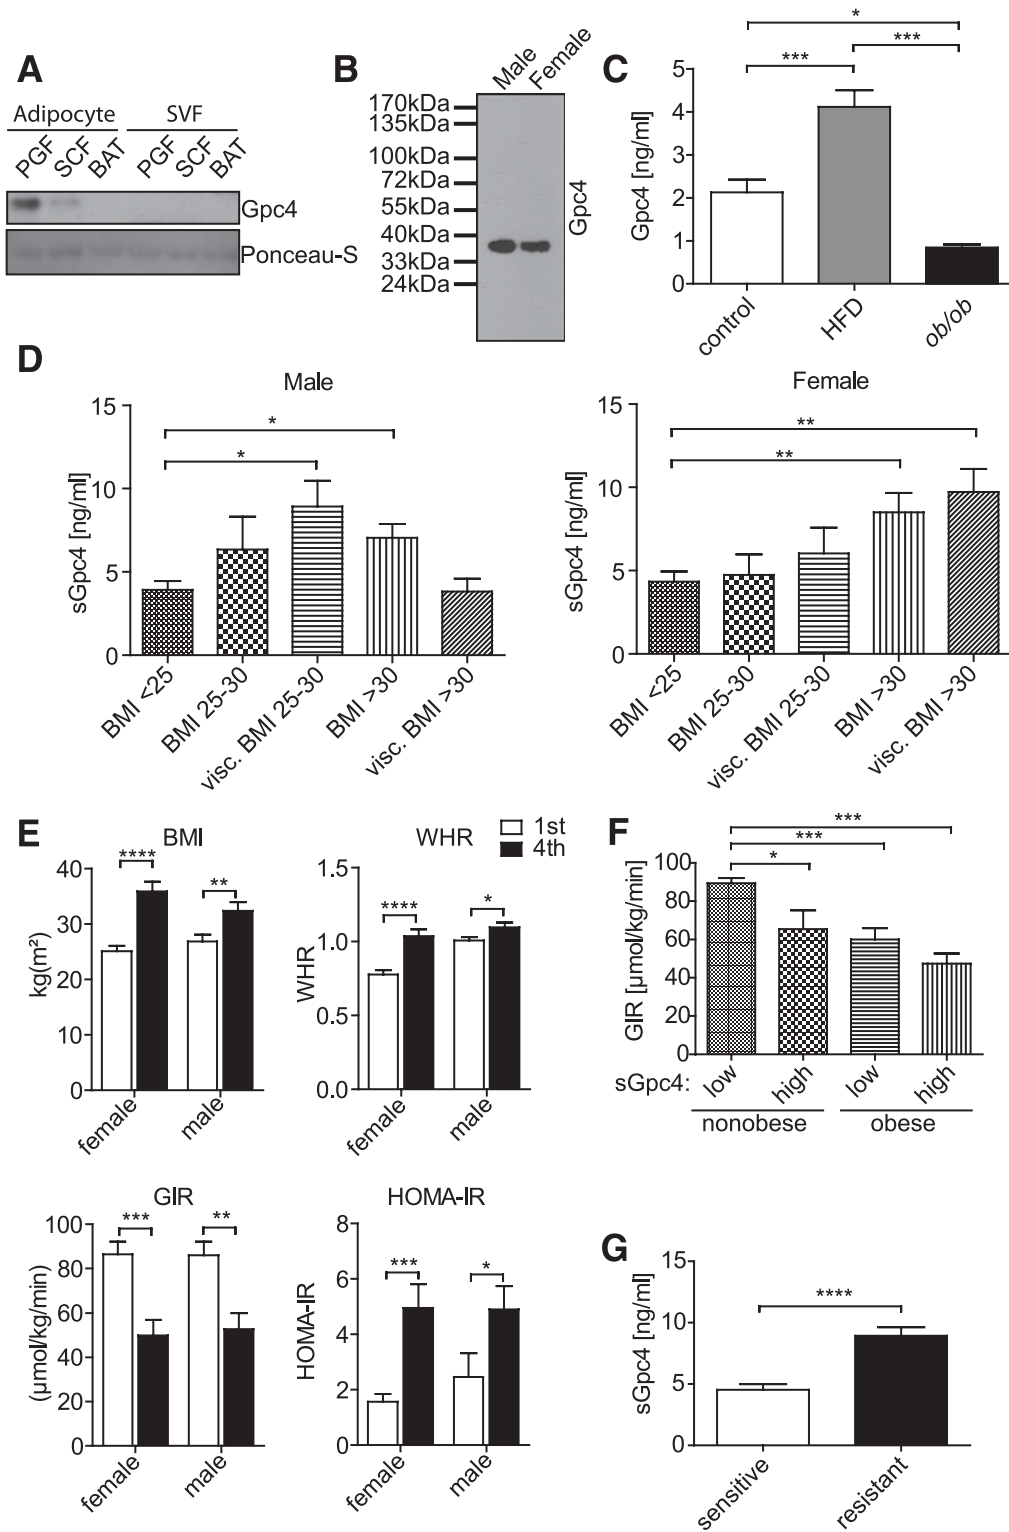 A
Adipocyte SVF
PGF SCF BAT PGF SCF BAT
Gpc4
Ponceau-S
B
Male Female
170kDa
135kDa
100kDa
72kDa
55kDa
40kDa
33kDa
24kDa
Gpc4
C
*
*** ***
Gpc4 [ng/ml]
5
4
3
2
1
0
control HFD ob/ob
D
Male
sGpc4 [ng/ml]
15
10
5
0
*
*
BMI <25 BMI 25-30 visc. BMI 25-30 BMI >30 visc. BMI >30
Female
sGpc4 [ng/ml]
15
10
5
0
**
**
BMI <25 BMI 25-30 visc. BMI 25-30 BMI >30 visc. BMI >30
E
1st
4th
BMI
kg(m²)
40
30
20
10
0
**** **
female male
WHR
WHR
1.5
1.0
0.5
0.0
**** *
female male
GIR
(µmol/kg/min)
100
80
60
40
20
0
*** **
female male
HOMA-IR
HOMA-IR
8
6
4
2
0
*** *
female male
F
***
***
*
GIR [µmol/kg/min]
100
80
60
40
20
0
sGpc4: low high low high
nonobese obese
G
sGpc4 [ng/ml]
15
10
5
0
****
sensitive resistant